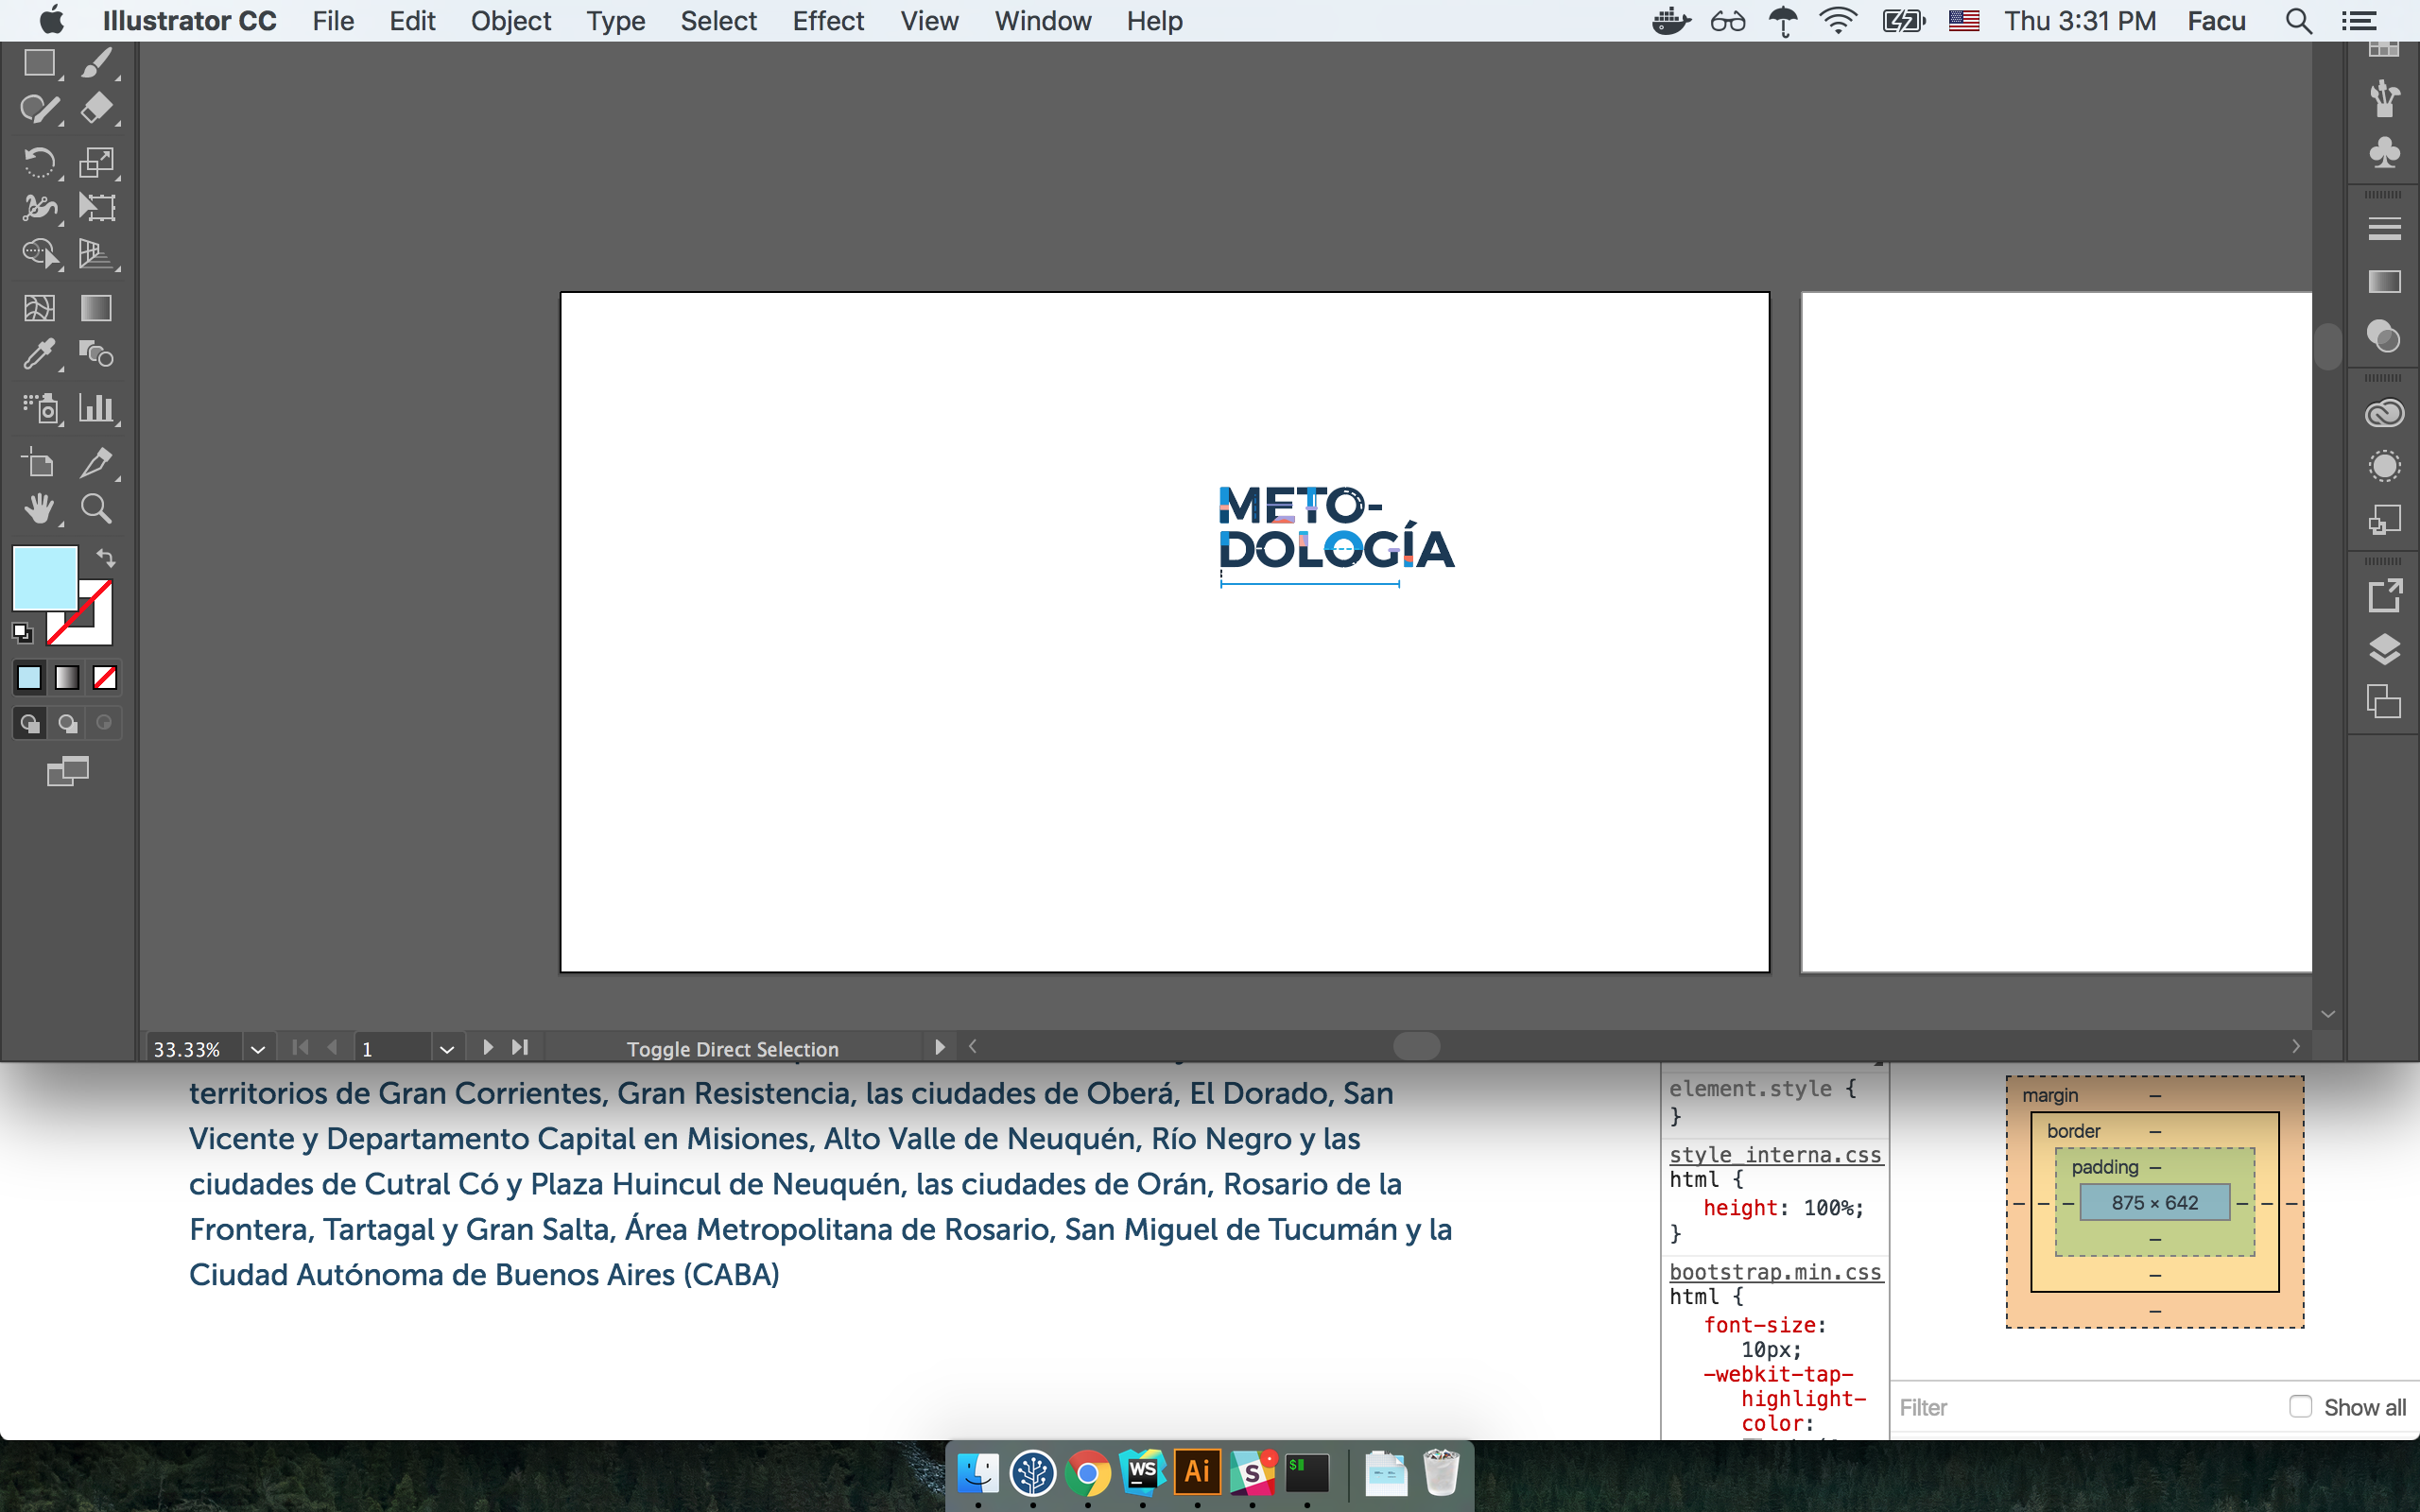 Illustrator CC File Edit Object Type Select Effect View Window Help Thu 3:31 PM Facu
METO-
DOLOGÍA
33.33% 1 Toggle Direct Selection
territorios de Gran Corrientes, Gran Resistencia, las ciudades de Oberá, El Dorado, San
Vicente y Departamento Capital en Misiones, Alto Valle de Neuquén, Río Negro y las
ciudades de Cutral Có y Plaza Huincul de Neuquén, las ciudades de Orán, Rosario de la
Frontera, Tartagal y Gran Salta, Área Metropolitana de Rosario, San Miguel de Tucumán y la
Ciudad Autónoma de Buenos Aires (CABA)
element.style {
}
style_interna.css
html {
height: 100%;
}
bootstrap.min.css
html {
font-size:
10px;
-webkit-tap-
highlight-
color:
margin –
border –
padding –
– – – 875 × 642 – – –
–
–
–
Filter Show all
WS Ai S $